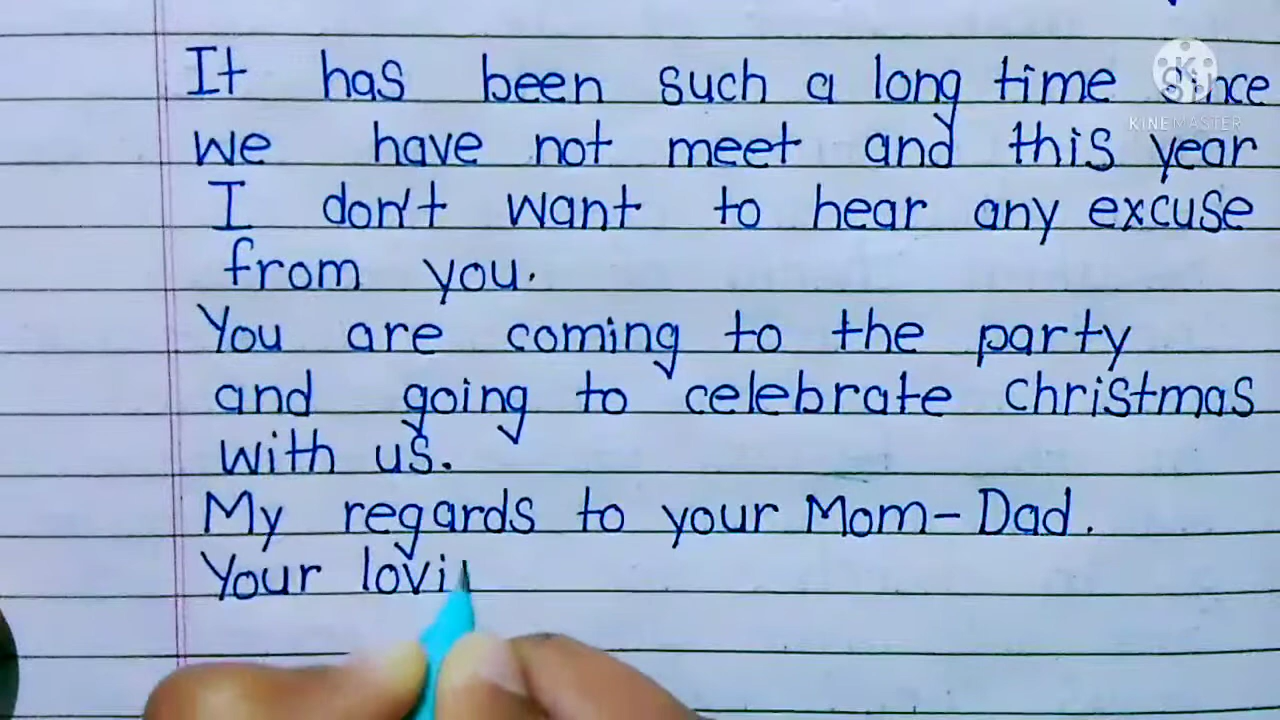 It has been such a long time since
we have not meet and this year
I don't want to hear any excuse
from you.
You are coming to the party
and going to celebrate christmas
with us.
My regards to your Mom-Dad.
Your lovi
KINEMASTER